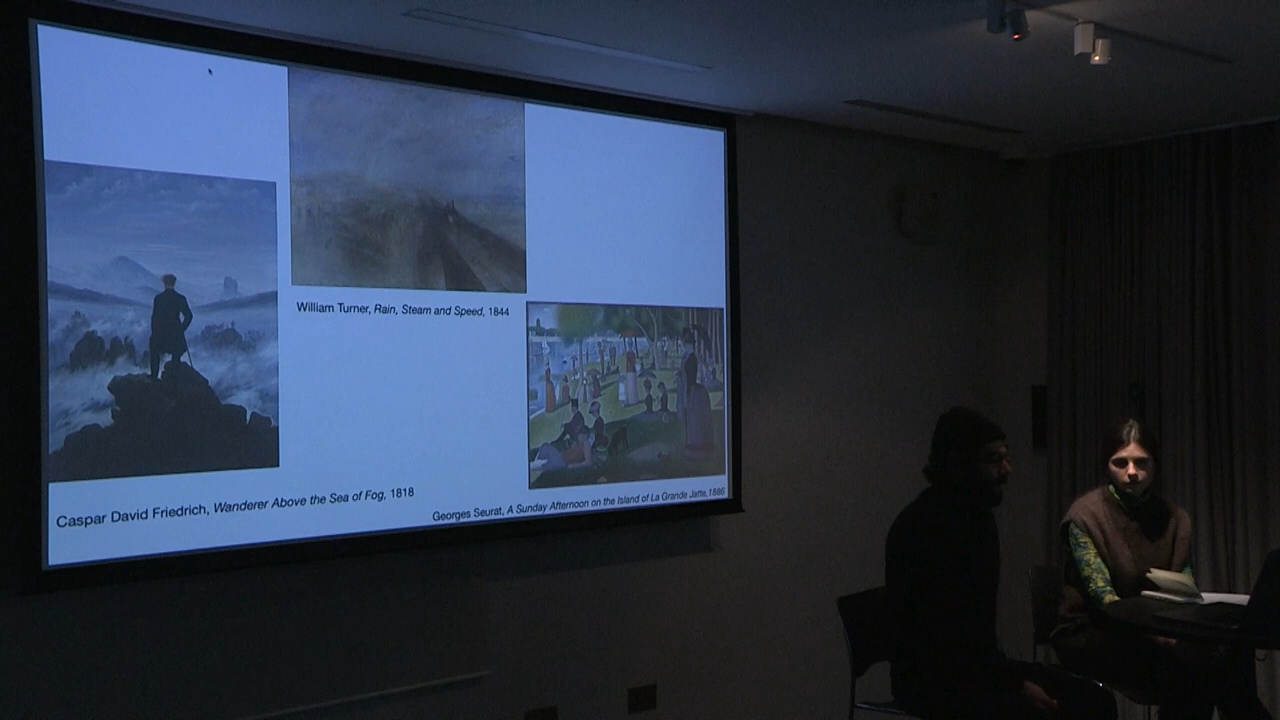 William Turner, Rain, Steam and Speed, 1844
Caspar David Friedrich, Wanderer Above the Sea of Fog, 1818
Georges Seurat, A Sunday Afternoon on the Island of La Grande Jatte, 1886